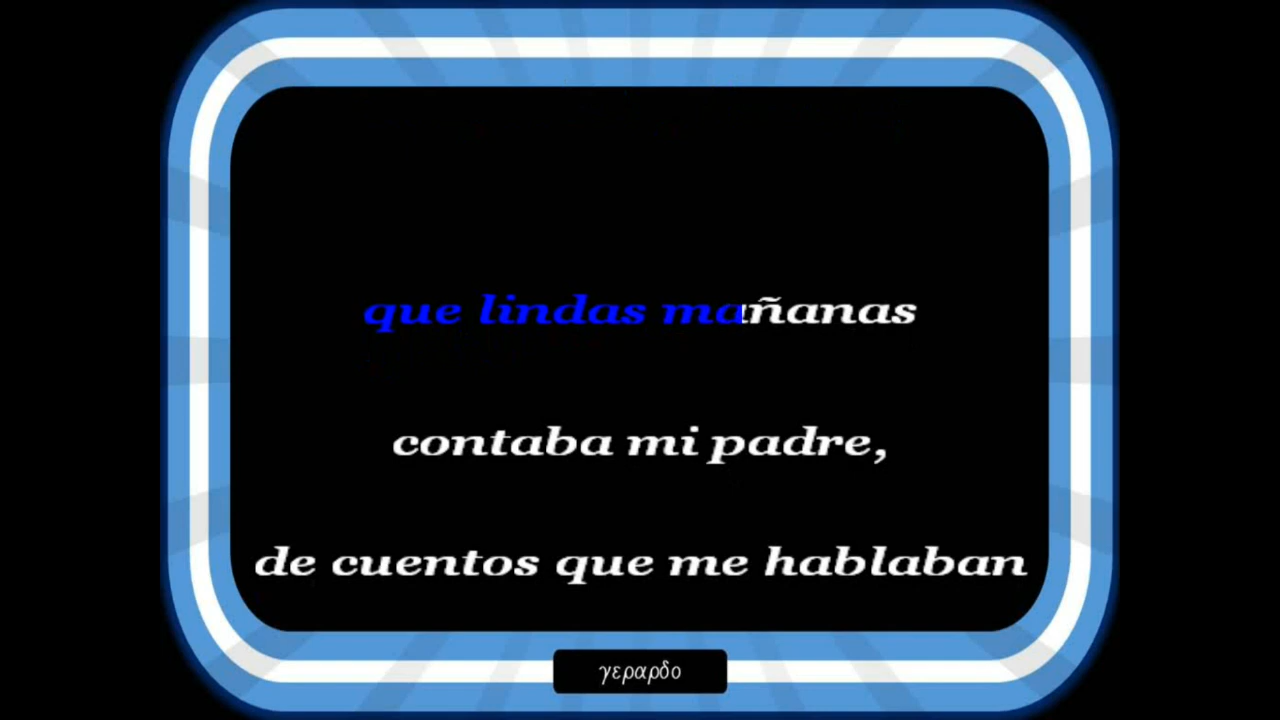 que lindas mañanas
contaba mi padre,
de cuentos que me hablaban
γεραρδο